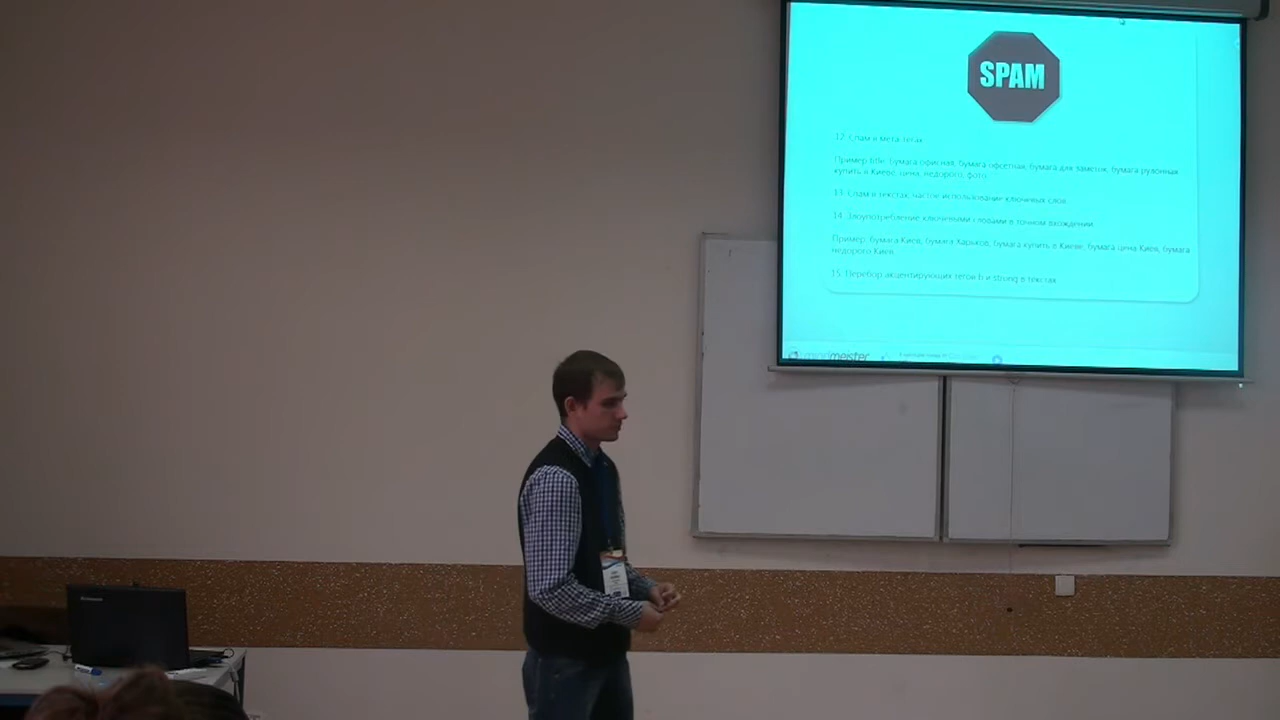 SPAM
12. Спам в мета-тегах
Пример title: бумага офисная, бумага офсетная, бумага для заметок, бумага рулонная
купить в Киеве, цена, недорого, фото
13. Спам в текстах, частое использование ключевых слов
14. Злоупотребление ключевыми словами в точном вхождении
Пример: бумага Киев, бумага Харьков, бумага купить в Киеве, бумага цена Киев, бумага
недорого Киев
15. Перебор акцентирующих тегов b и strong в текстах
meister
lenovo